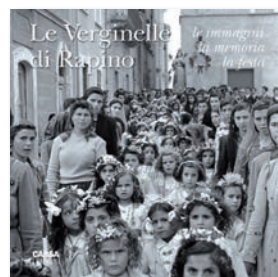 Le Verginelle
di Rapino
le immagini
la memoria
la festa
CARSA